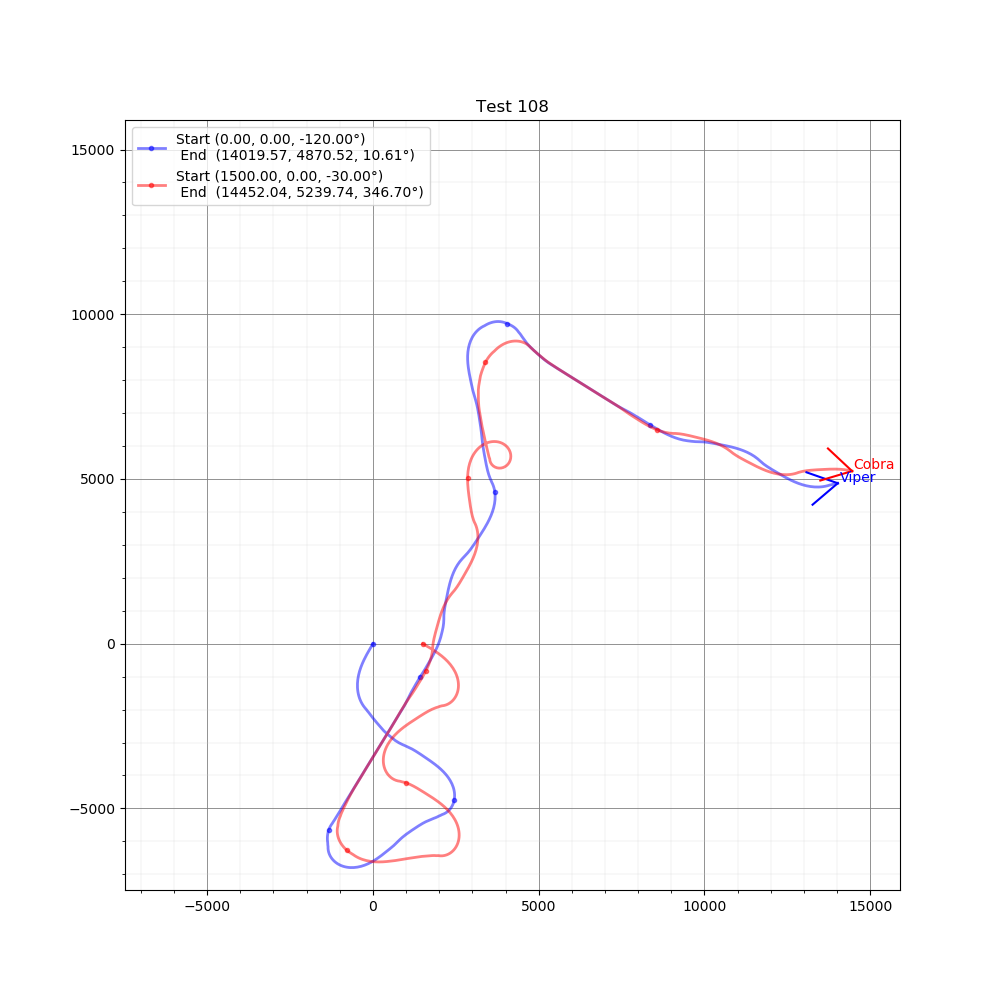 Test 108
Start (0.00, 0.00, -120.00°)
End (14019.57, 4870.52, 10.61°)
Start (1500.00, 0.00, -30.00°)
End (14452.04, 5239.74, 346.70°)
15000
10000
5000
0
−5000
Cobra
Viper
−5000
0
5000
10000
15000